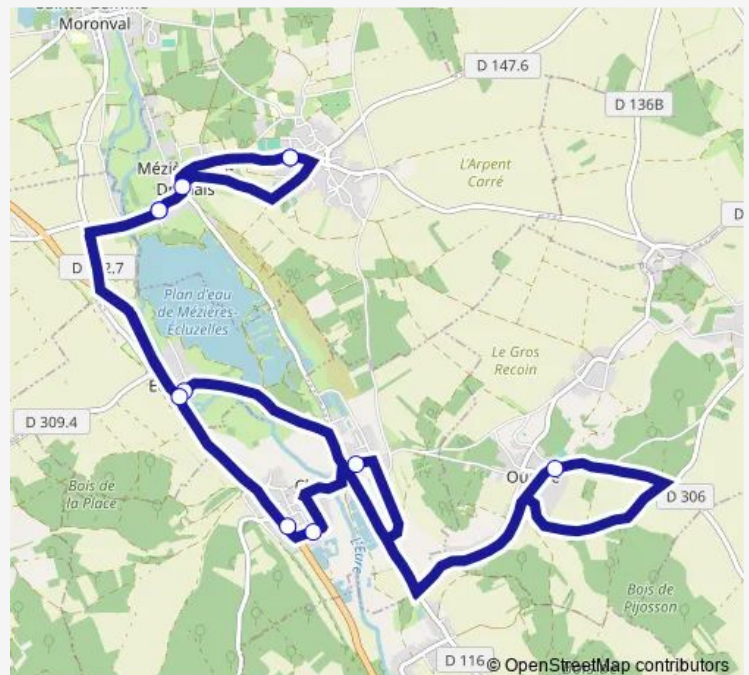 Moronval
D 147.6
D 136B
L'Arpent
Carré
D
Plan d'eau
de Mézières-
Écluzelles
Le Gros
Recoin
D 309.4
Bois de
la Place
L'Eure
D 306
Bois de
Pijosson
D 116
© OpenStreetMap contributors